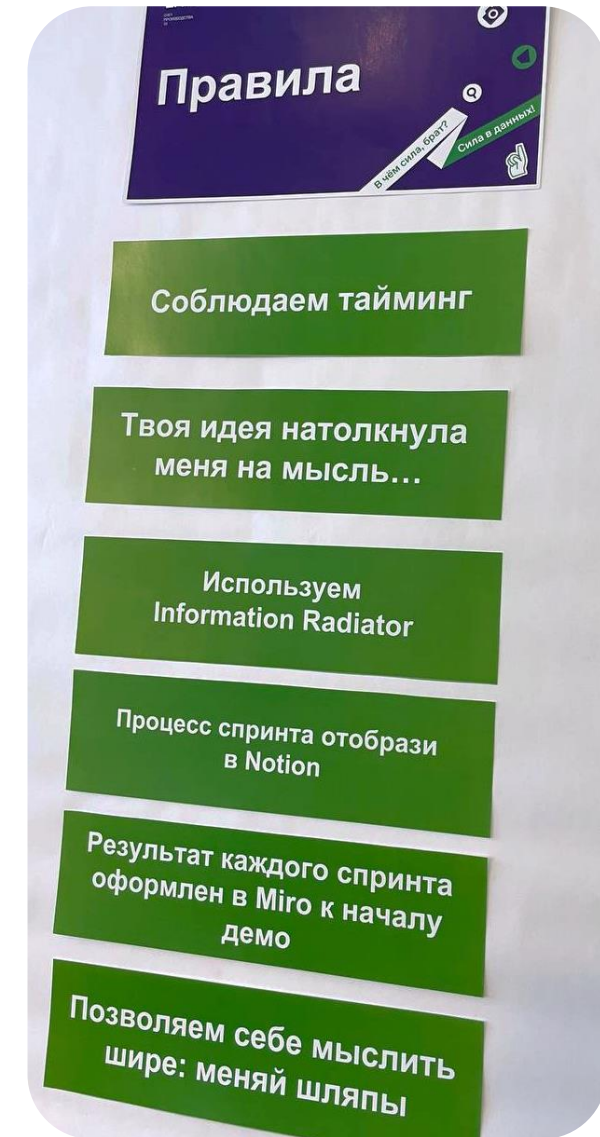 Правила
В чём сила, брат?
Сила в данных!
Соблюдаем тайминг
Твоя идея натолкнула
меня на мысль...
Используем
Information Radiator
Процесс спринта отобрази
в Notion
Результат каждого спринта
оформлен в Miro к началу
демо
Позволяем себе мыслить
шире: меняй шляпы